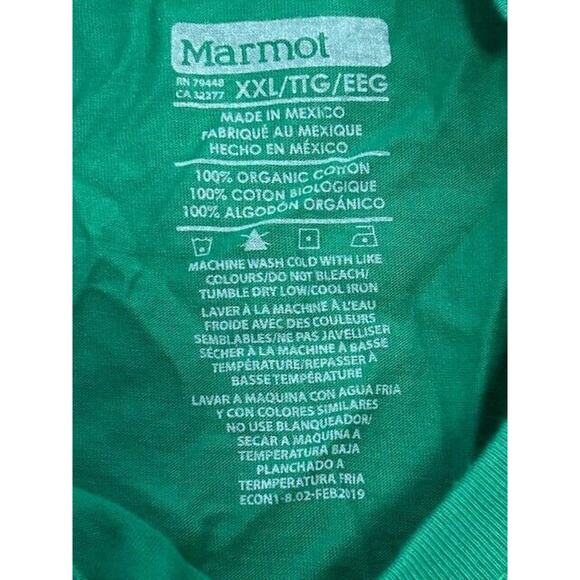 Marmot
RN 79448
CA 32277
XXL/TTG/EEG
MADE IN MEXICO
FABRIQUÉ AU MEXIQUE
HECHO EN MÉXICO
100% ORGANIC COTTON
100% COTON BIOLOGIQUE
100% ALGODÓN ORGÁNICO
MACHINE WASH COLD WITH LIKE
COLOURS/DO NOT BLEACH/
TUMBLE DRY LOW/COOL IRON
LAVER À LA MACHINE À L'EAU
FROIDE AVEC DES COULEURS
SEMBLABLES/NE PAS JAVELLISER
SÉCHER À LA MACHINE À BASSE
TEMPÉRATURE/REPASSER À
BASSE TEMPÉRATURE
LAVAR A MAQUINA CON AGUA FRIA
Y CON COLORES SIMILARES
NO USE BLANQUEADOR/
SECAR A MAQUINA A
TEMPERATURA BAJA
PLANCHADO A
TERMPERATURA FRIA
ECON1-8.02-FEB2019